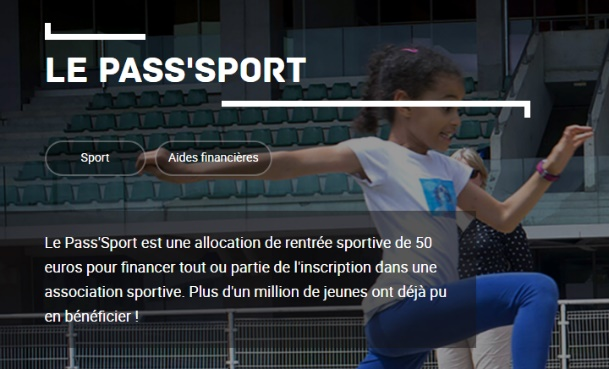 LE PASS'SPORT
Sport
Aides financières
Le Pass'Sport est une allocation de rentrée sportive de 50
euros pour financer tout ou partie de l'inscription dans une
association sportive. Plus d'un million de jeunes ont déjà pu
en bénéficier !